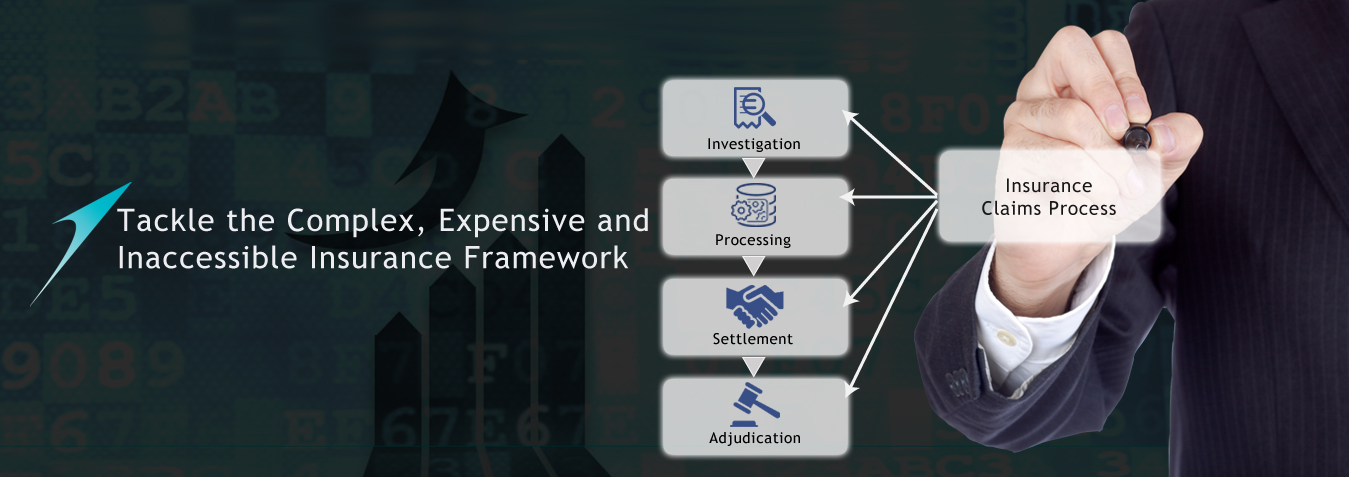 Tackle the Complex, Expensive and
Inaccessible Insurance Framework
Investigation
Processing
Settlement
Adjudication
Insurance
Claims Process